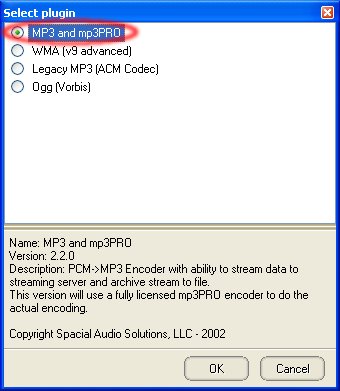 Select plugin
MP3 and mp3PRO
WMA (v9 advanced)
Legacy MP3 (ACM Codec)
Ogg (Vorbis)
Name: MP3 and mp3PRO
Version: 2.2.0
Description: PCM->MP3 Encoder with ability to stream data to
streaming server and archive stream to file.
This version will use a fully licensed mp3PRO encoder to do the
actual encoding.
Copyright Spacial Audio Solutions, LLC - 2002
OK
Cancel